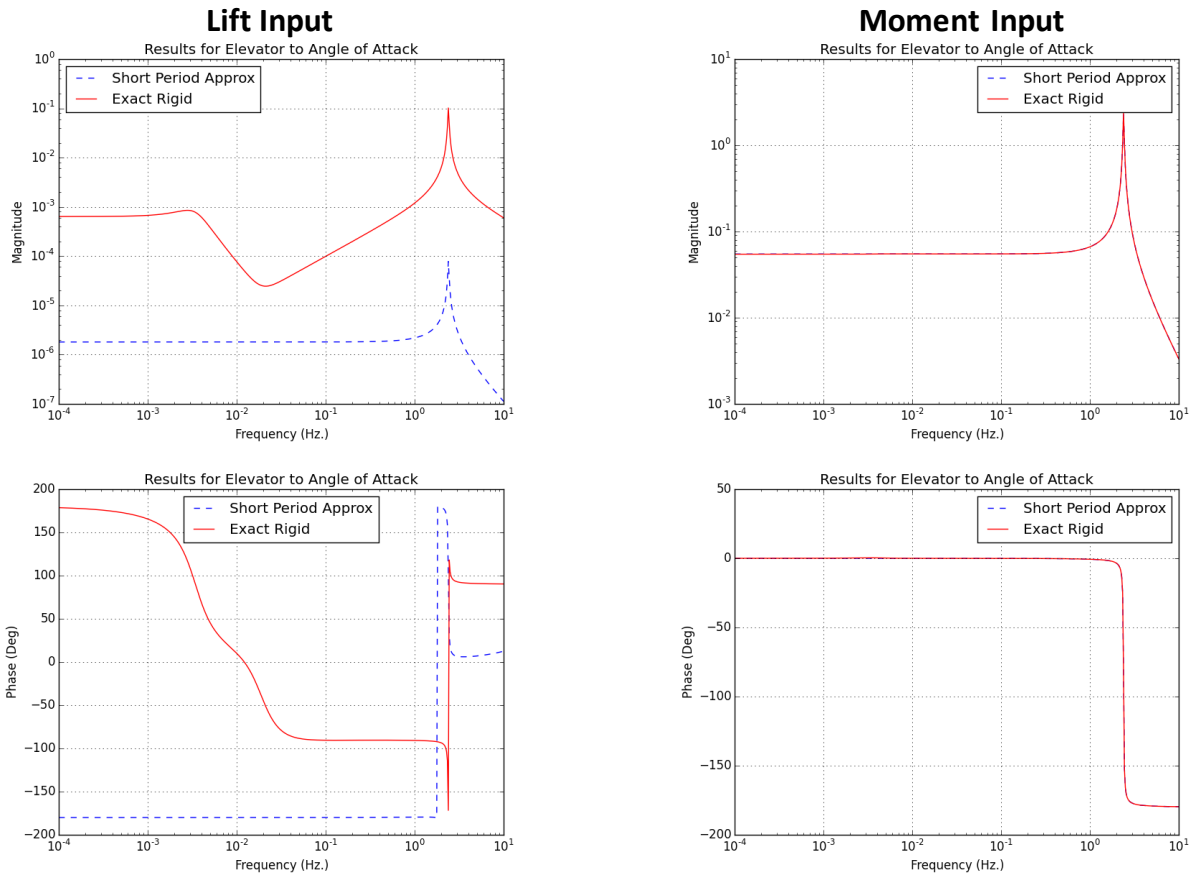 Lift Input
Results for Elevator to Angle of Attack
Short Period Approx
Exact Rigid
10^0
10^-1
10^-2
10^-3
10^-4
10^-5
10^-6
10^-7
Magnitude
10^-4 10^-3 10^-2 10^-1 10^0 10^1
Frequency (Hz.)
Moment Input
Results for Elevator to Angle of Attack
Short Period Approx
Exact Rigid
10^1
10^0
10^-1
10^-2
10^-3
Magnitude
10^-4 10^-3 10^-2 10^-1 10^0 10^1
Frequency (Hz.)
Results for Elevator to Angle of Attack
Short Period Approx
Exact Rigid
200
150
100
50
0
−50
−100
−150
−200
Phase (Deg)
10^-4 10^-3 10^-2 10^-1 10^0 10^1
Frequency (Hz.)
Results for Elevator to Angle of Attack
Short Period Approx
Exact Rigid
50
0
−50
−100
−150
−200
Phase (Deg)
10^-4 10^-3 10^-2 10^-1 10^0 10^1
Frequency (Hz.)